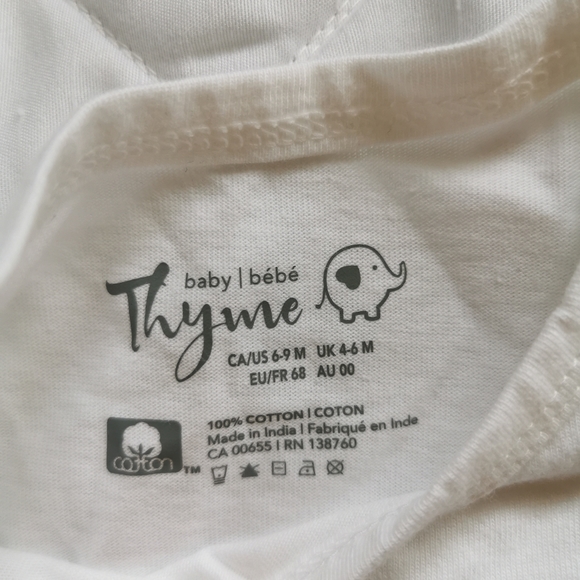 baby | bébé
Thyme
CA/US 6-9 M UK 4-6 M
EU/FR 68 AU 00
100% COTTON | COTON
Made in India | Fabriqué en Inde
CA 00655 | RN 138760
cotton TM